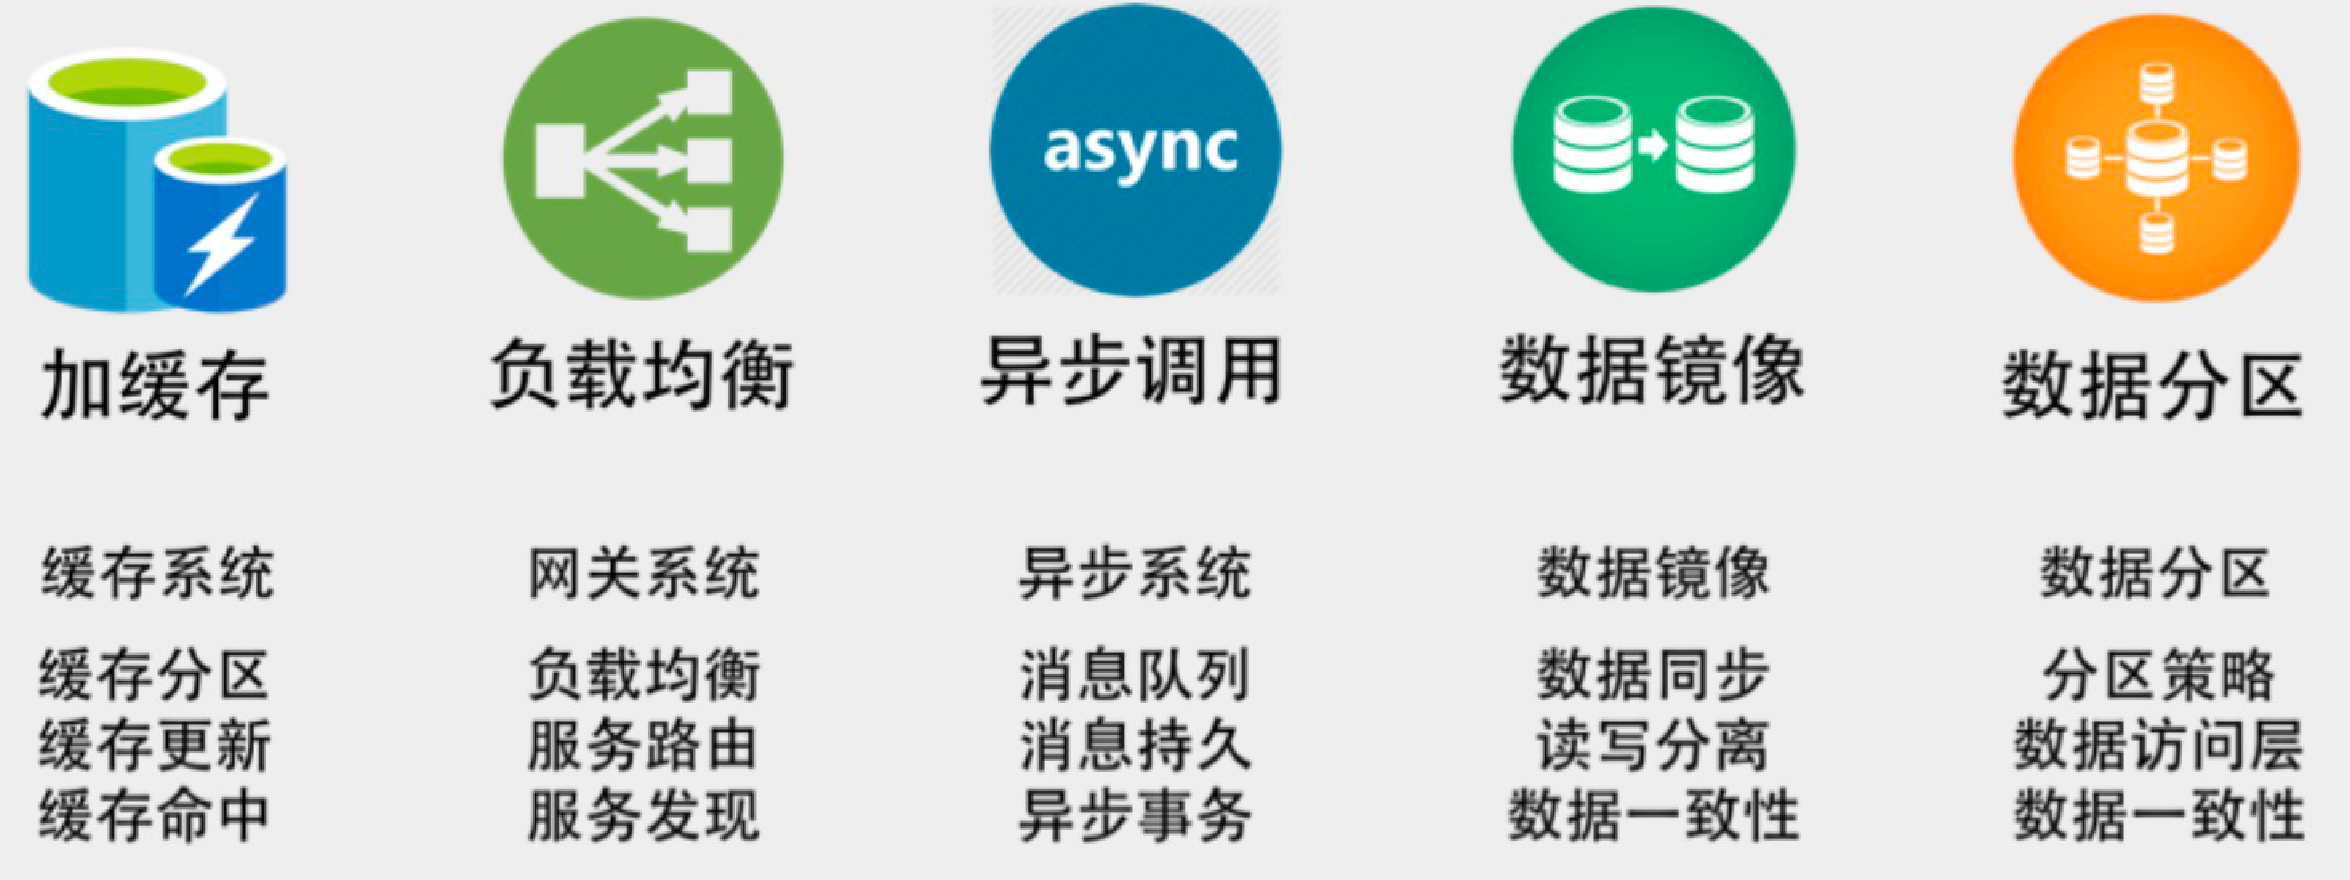 async
加缓存
负载均衡
异步调用
数据镜像
数据分区
缓存系统
网关系统
异步系统
数据镜像
数据分区
缓存分区
负载均衡
消息队列
数据同步
分区策略
缓存更新
服务路由
消息持久
读写分离
数据访问层
缓存命中
服务发现
异步事务
数据一致性
数据一致性